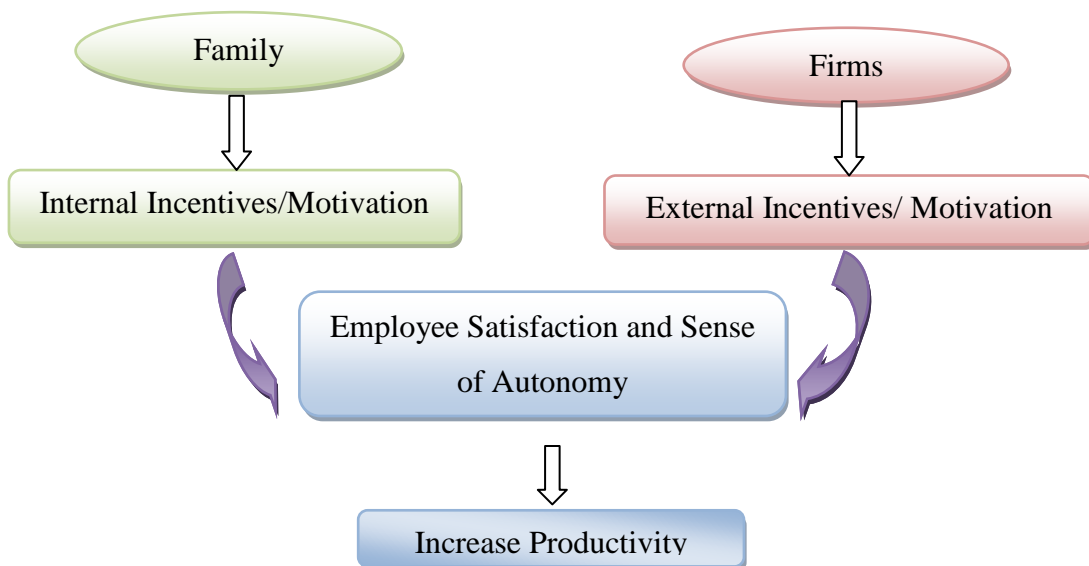 Family
Firms
Internal Incentives/Motivation
External Incentives/ Motivation
Employee Satisfaction and Sense
of Autonomy
Increase Productivity